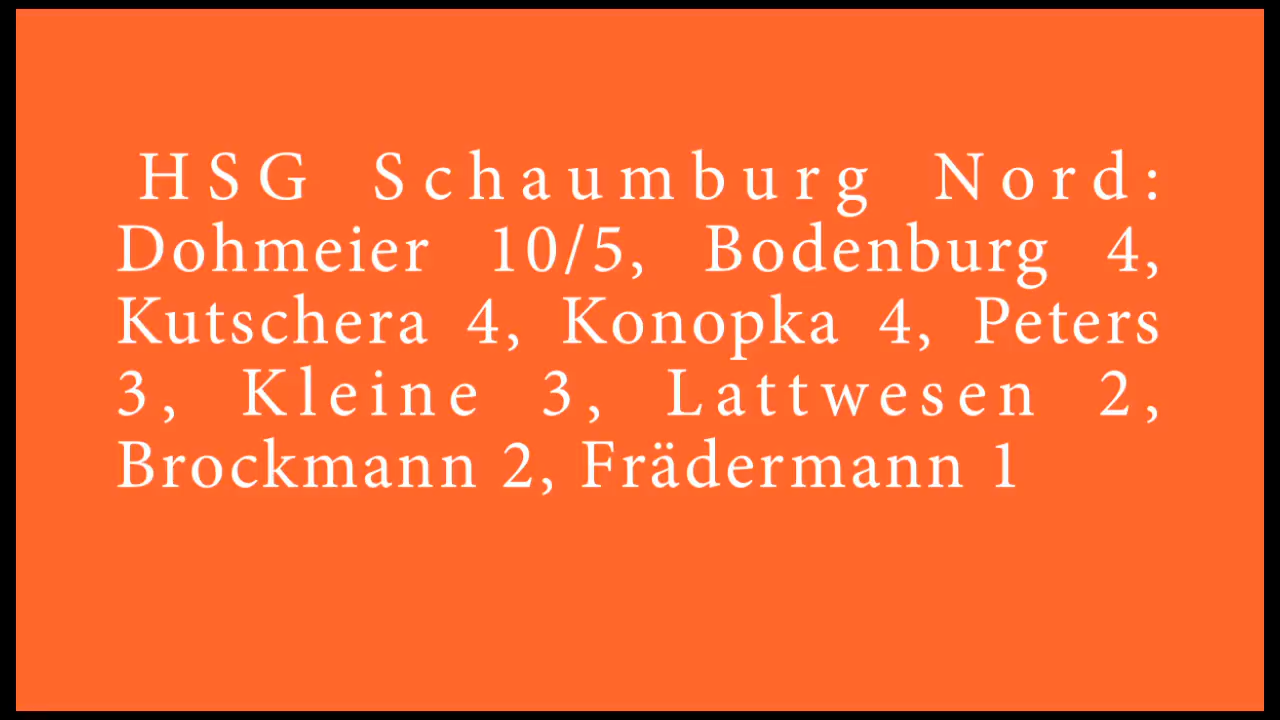 HSG Schaumburg Nord:
Dohmeier 10/5, Bodenburg 4,
Kutschera 4, Konopka 4, Peters
3, Kleine 3, Lattwesen 2,
Brockmann 2, Frädermann 1